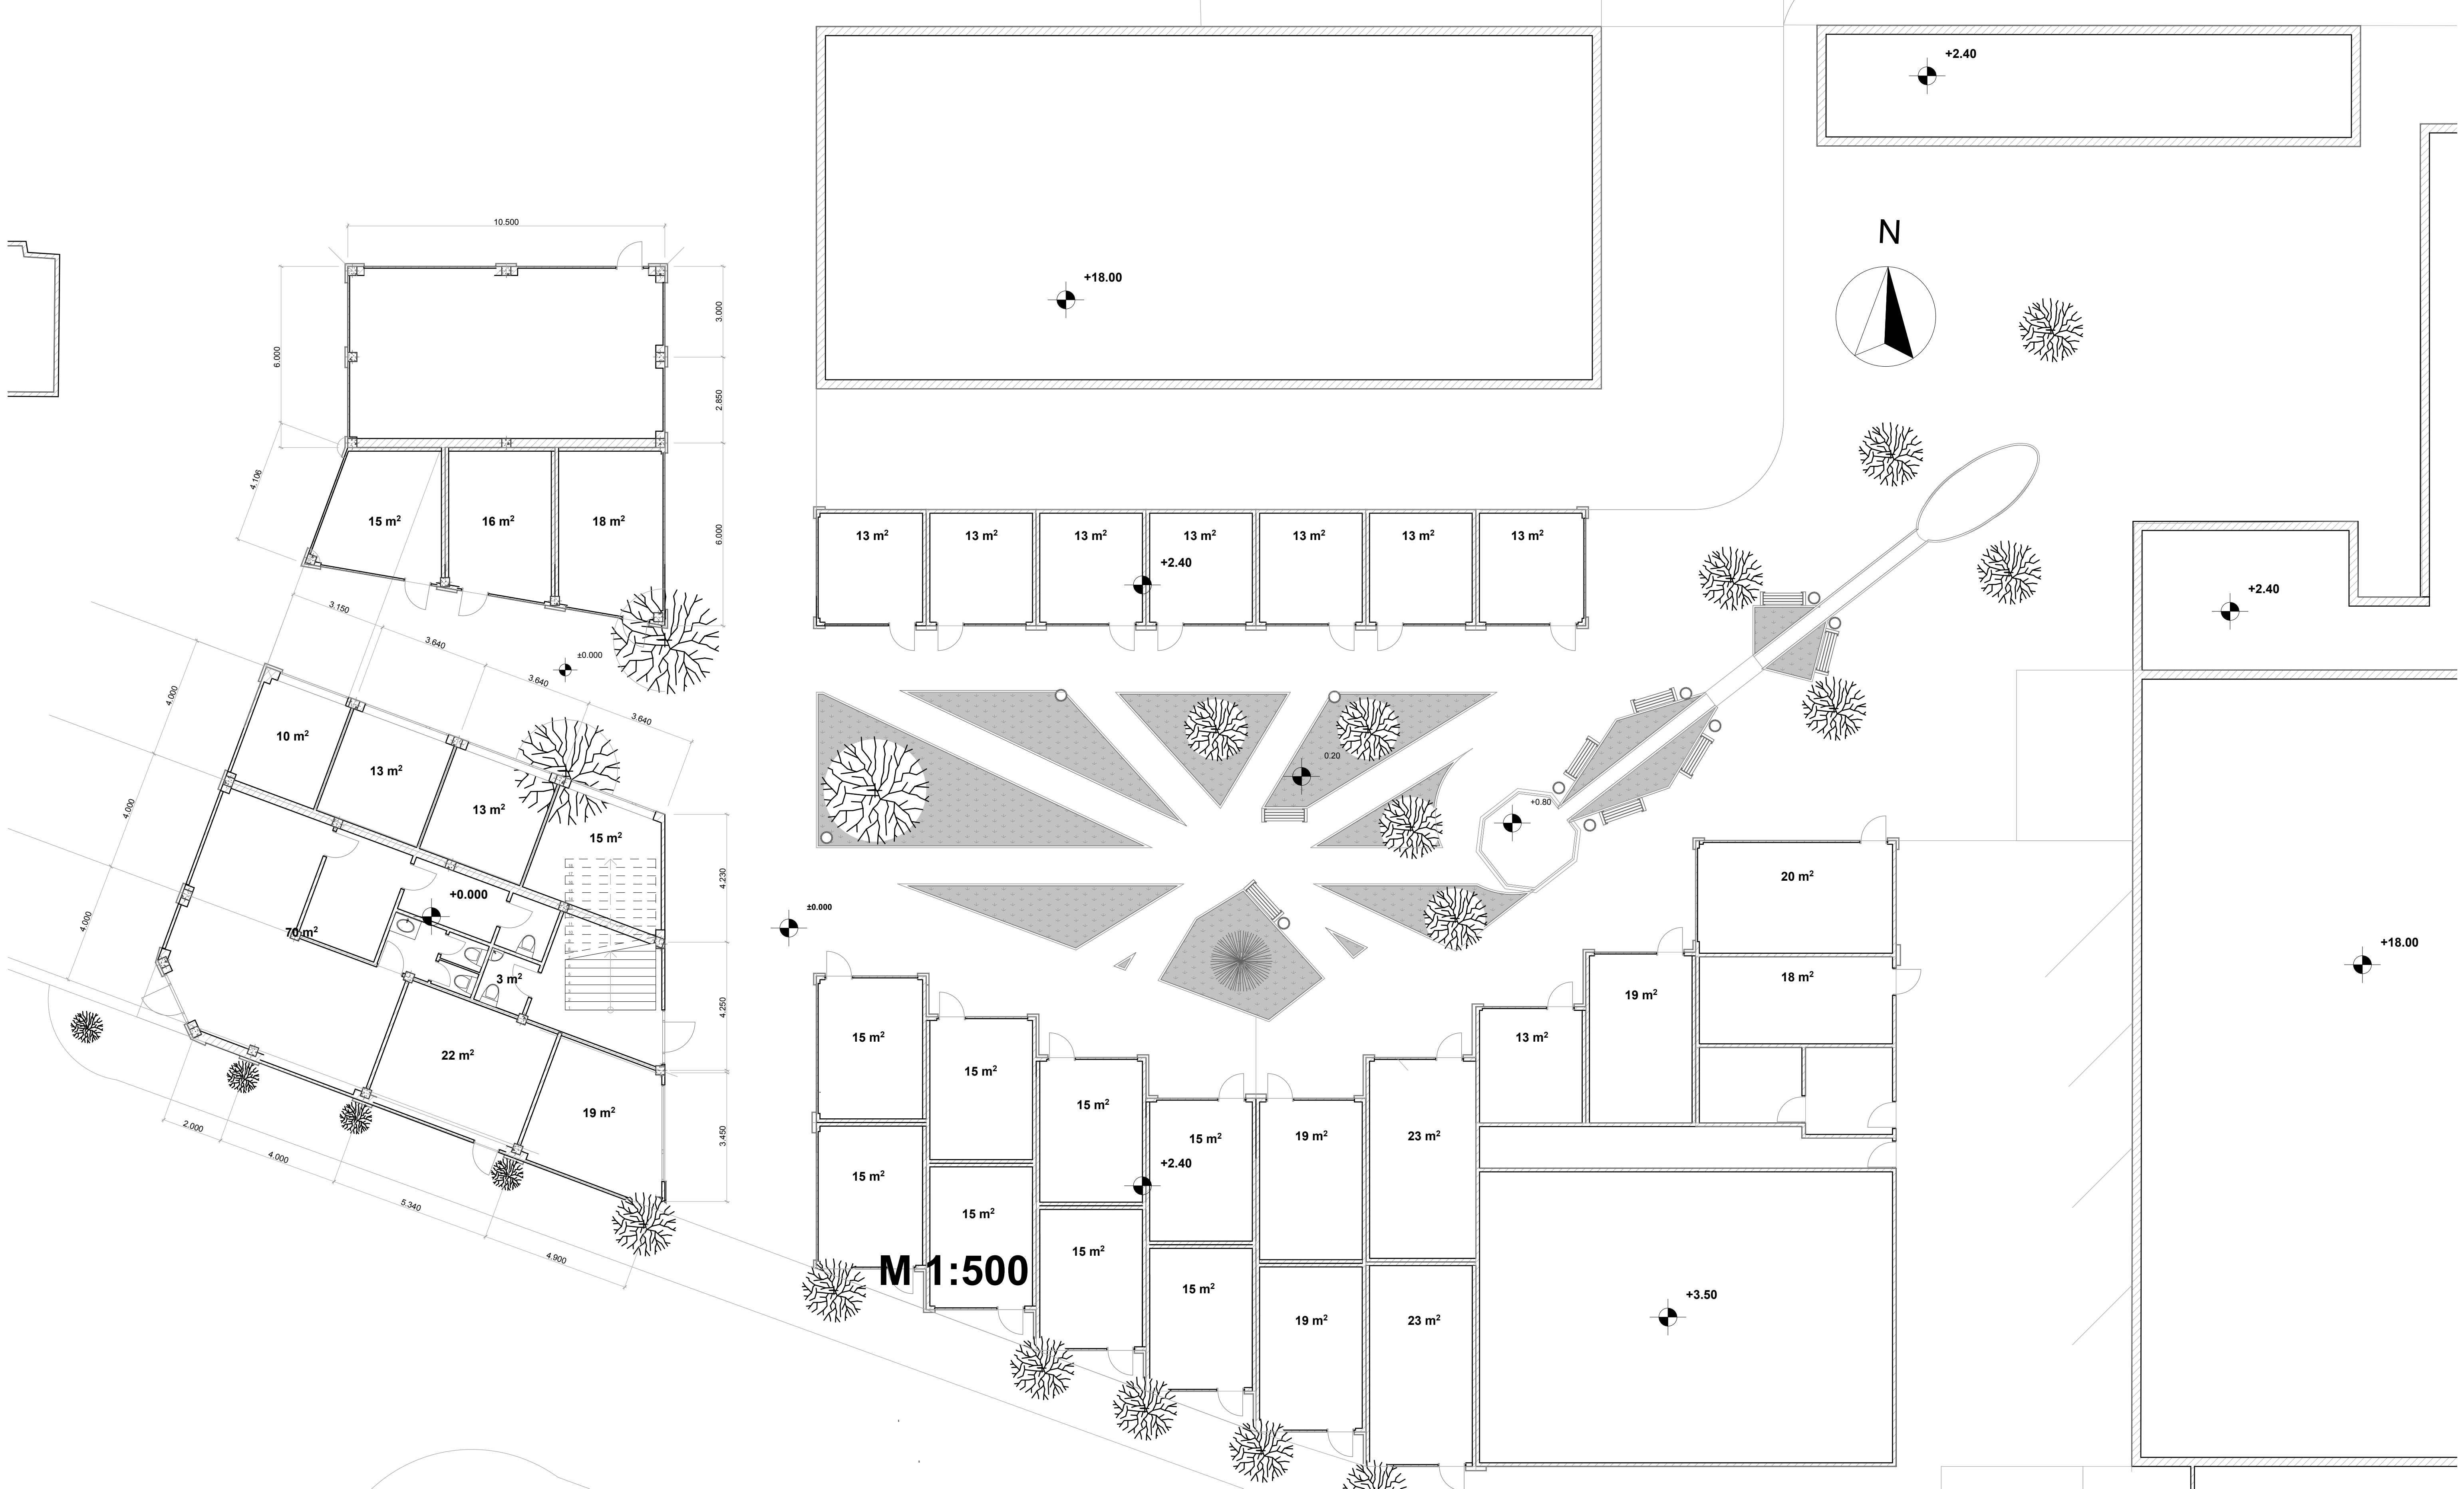 +2.40
10.500
N
+18.00
3.000
6.000
2.850
4.106
15 m²
16 m²
18 m²
6.000
13 m²
13 m²
13 m²
13 m²
13 m²
13 m²
13 m²
+2.40
+2.40
3.150
3.640
3.640
3.640
±0.000
4.000
4.000
4.000
10 m²
13 m²
13 m²
15 m²
0.20
+0.80
4.230
20 m²
+0.000
±0.000
70 m²
3 m²
+18.00
18 m²
19 m²
4.250
15 m²
13 m²
22 m²
15 m²
19 m²
15 m²
2.000
3.450
15 m²
19 m²
23 m²
4.000
+2.40
15 m²
5.340
15 m²
15 m²
4.900
M 1:500
15 m²
+3.50
19 m²
23 m²